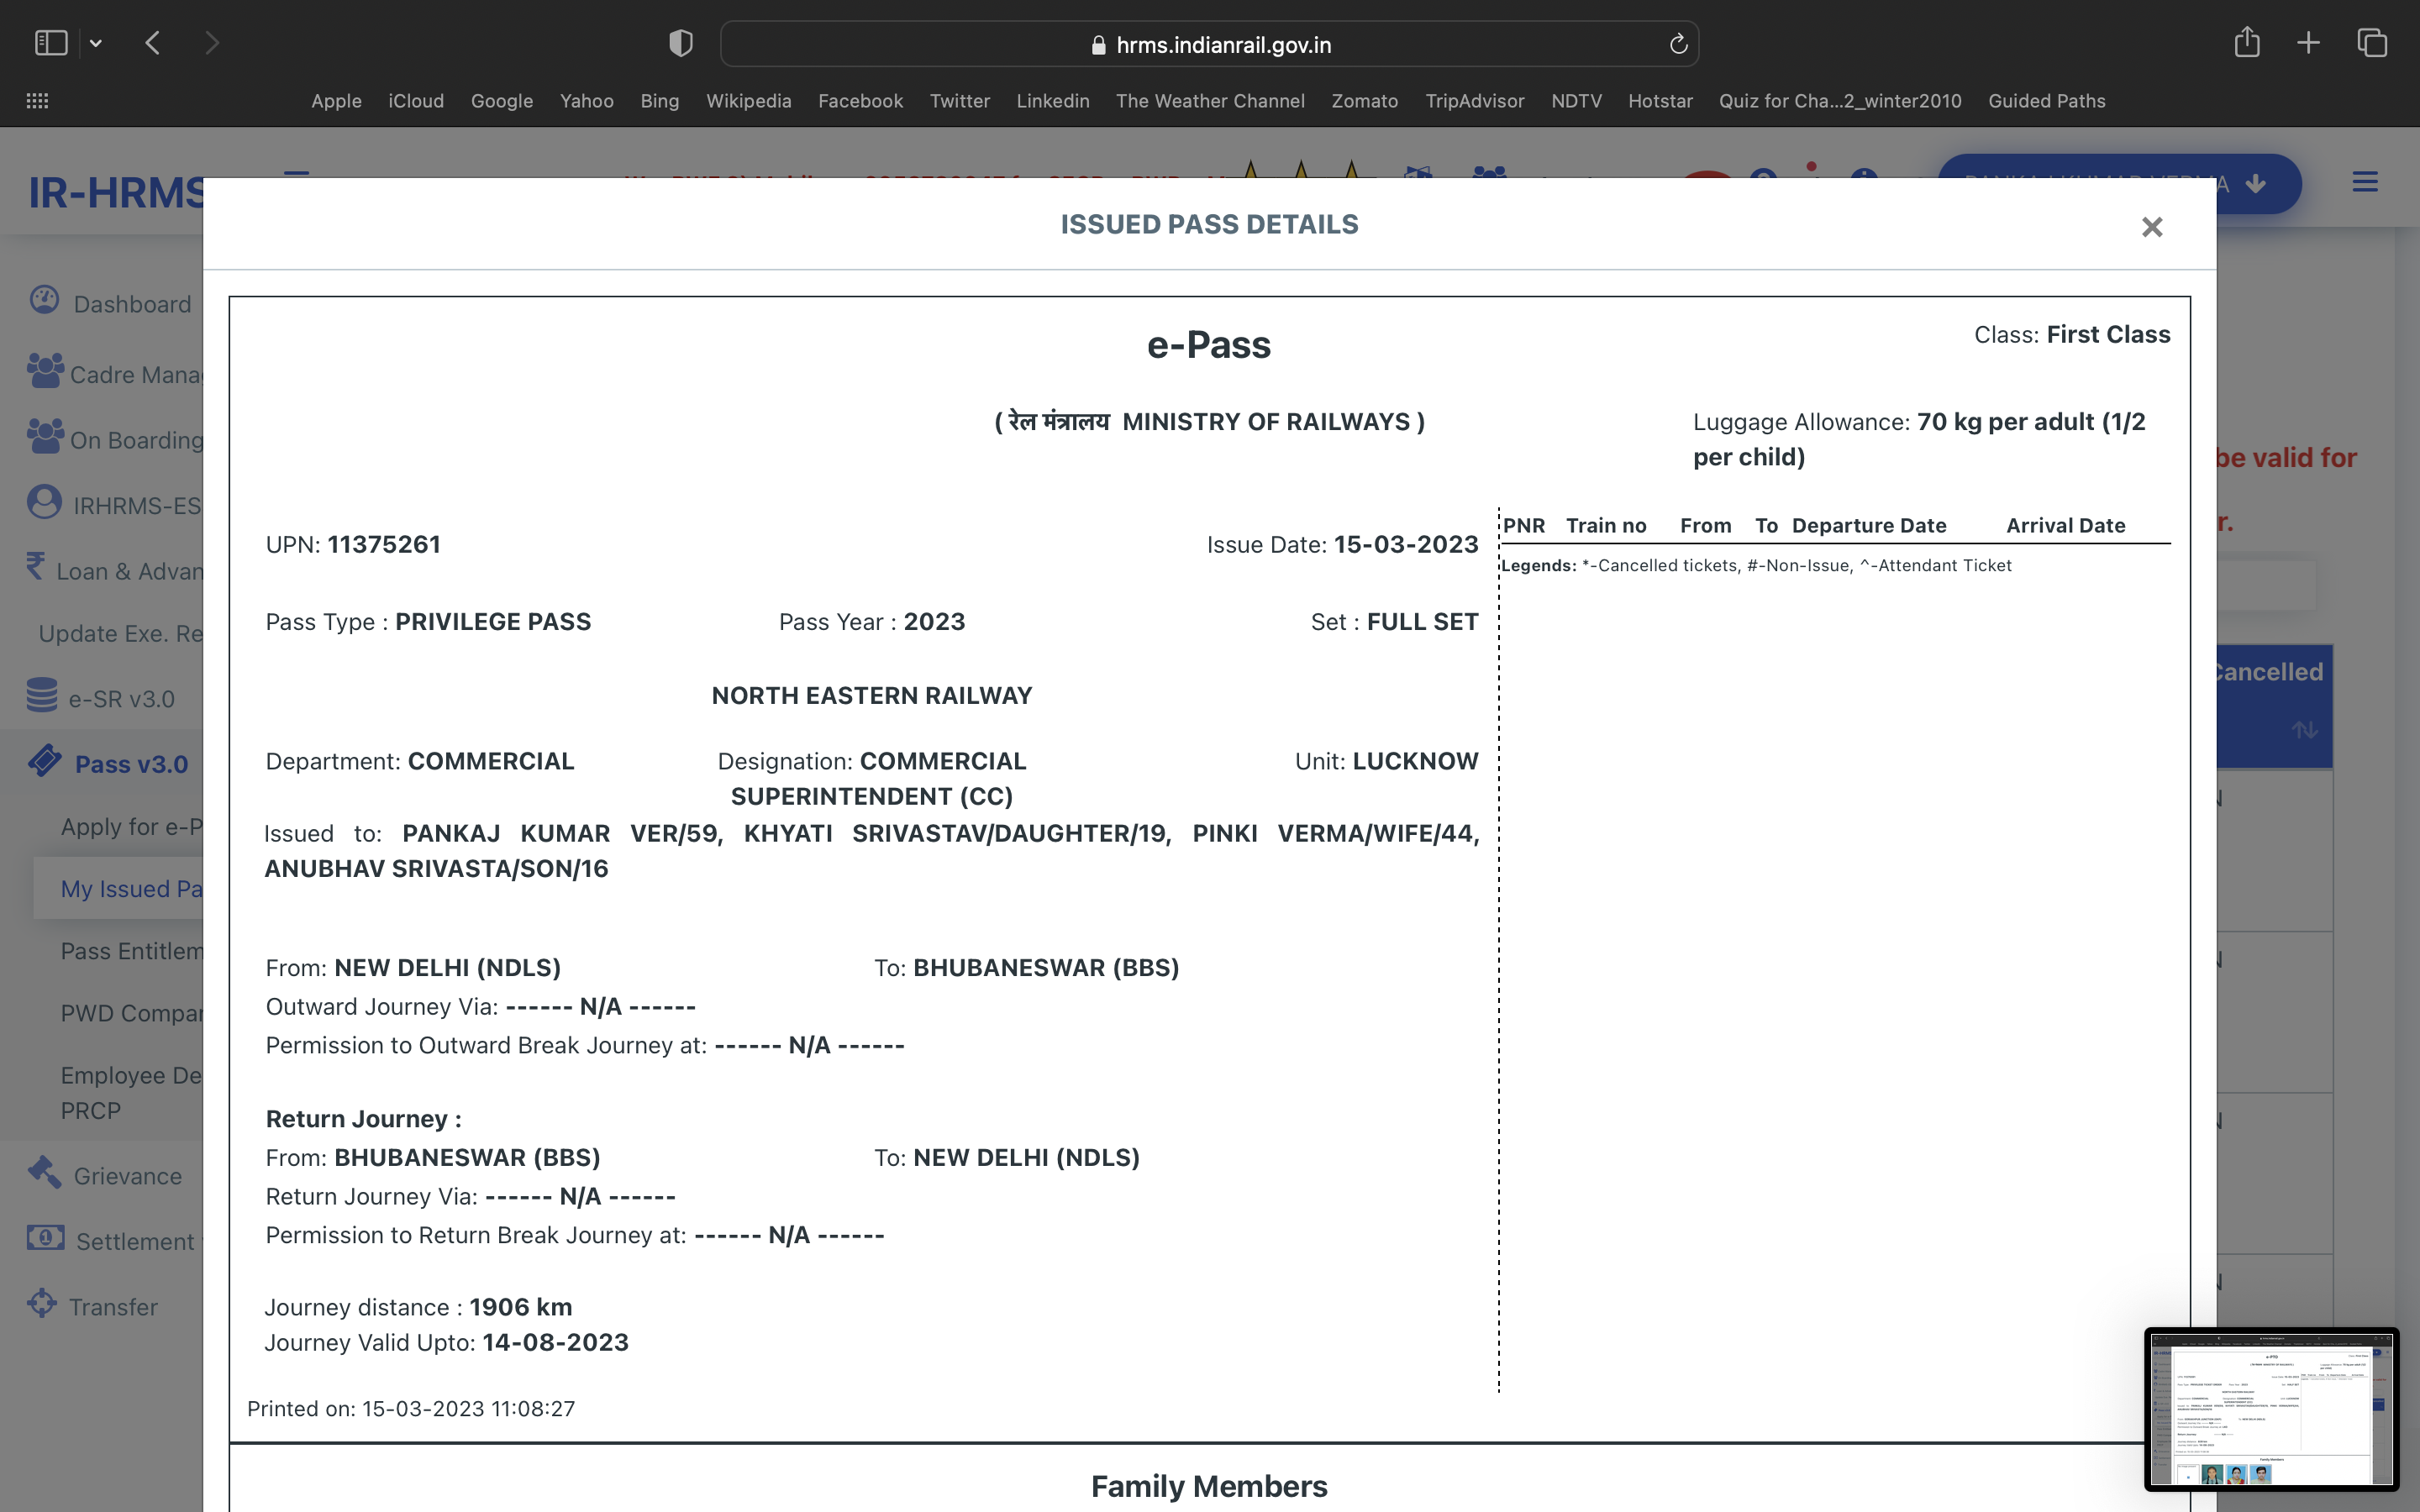 hrms.indianrail.gov.in
Apple iCloud Google Yahoo Bing Wikipedia Facebook Twitter Linkedin The Weather Channel Zomato TripAdvisor NDTV Hotstar Quiz for Cha...2_winter2010 Guided Paths
IR-HRMS
ISSUED PASS DETAILS
Dashboard
Cadre Mana
On Boarding
IRHRMS-ES
Loan & Advan
Update Exe. Re
e-SR v3.0
Pass v3.0
Apply for e-P
My Issued Pa
Pass Entitlem
PWD Compar
Employee De
PRCP
Grievance
Settlement
Transfer
e-Pass
Class: First Class
( रेल मंत्रालय MINISTRY OF RAILWAYS )
Luggage Allowance: 70 kg per adult (1/2
per child)
UPN: 11375261
Issue Date: 15-03-2023
Pass Type : PRIVILEGE PASS
Pass Year : 2023
Set : FULL SET
NORTH EASTERN RAILWAY
Department: COMMERCIAL
Designation: COMMERCIAL
SUPERINTENDENT (CC)
Unit: LUCKNOW
Issued to: PANKAJ KUMAR VER/59, KHYATI SRIVASTAV/DAUGHTER/19, PINKI VERMA/WIFE/44,
ANUBHAV SRIVASTA/SON/16
From: NEW DELHI (NDLS) To: BHUBANESWAR (BBS)
Outward Journey Via: ------ N/A ------
Permission to Outward Break Journey at: ------ N/A ------
Return Journey :
From: BHUBANESWAR (BBS) To: NEW DELHI (NDLS)
Return Journey Via: ------ N/A ------
Permission to Return Break Journey at: ------ N/A ------
Journey distance : 1906 km
Journey Valid Upto: 14-08-2023
Printed on: 15-03-2023 11:08:27
PNR Train no From To Departure Date Arrival Date
Legends: *-Cancelled tickets, #-Non-Issue, ^-Attendant Ticket
Family Members
be valid for
r.
Cancelled